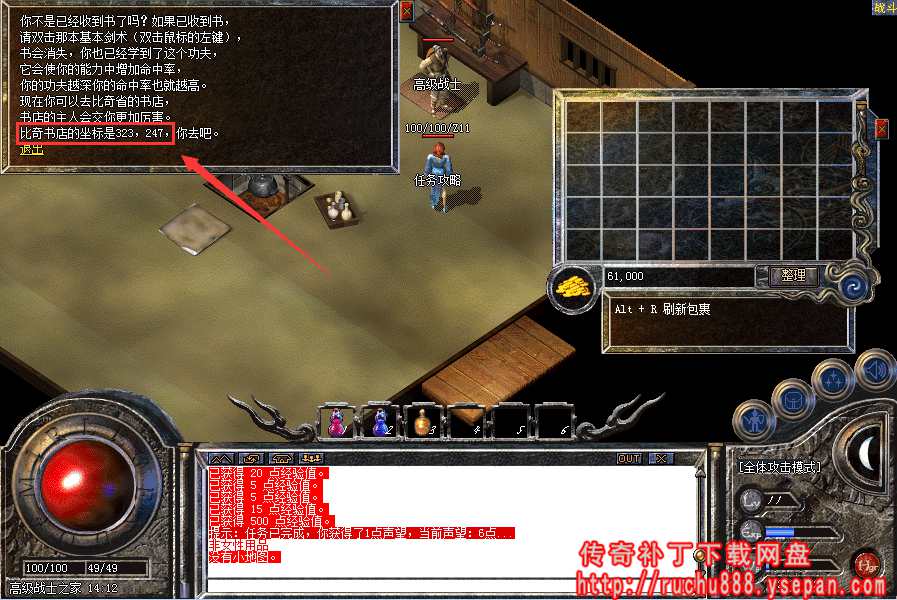 你不是已经收到书了吗？如果已收到书，
请双击那本基本剑术（双击鼠标的左键），
书会消失，你也已经学到了这个功夫，
它会使你的能力中增加命中率，
你的功夫越深你的命中率也就越高。
现在你可以去比奇省的书店，
书店的主人会交你更加厉害。
比奇书店的坐标是323，247，你去吧。
退出
战斗
高级战士
100/100/Z11
任务攻略
61,000
整理
Alt + R 刷新包裹
1 2 3 4 5 6
OUT
已获得 20 点经验值。
已获得 5 点经验值。
已获得 5 点经验值。
已获得 15 点经验值。
已获得 500 点经验值。
提示: 任务已完成，你获得了1点声望，当前声望：6点...
非女性用品
没有小地图。
[全体攻击模式]
Lv 11
Exp
Hgr
100/100 49/49
高级战士之家 14:12
传奇补丁下载网盘
http://ruchu888.ysepan.com